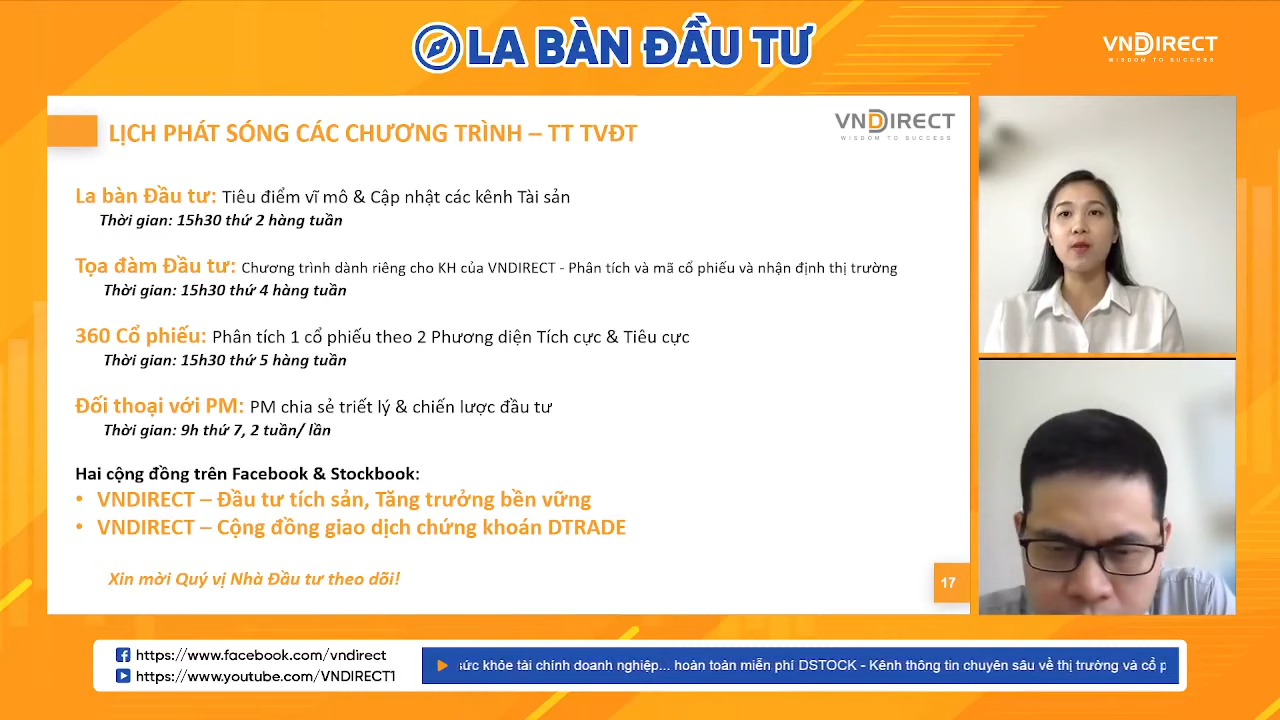 LA BÀN ĐẦU TƯ
VNDIRECT
WISDOM TO SUCCESS
LỊCH PHÁT SÓNG CÁC CHƯƠNG TRÌNH – TT TVĐT
VNDIRECT
WISDOM TO SUCCESS
La bàn Đầu tư: Tiêu điểm vĩ mô & Cập nhật các kênh Tài sản
Thời gian: 15h30 thứ 2 hàng tuần
Tọa đàm Đầu tư: Chương trình dành riêng cho KH của VNDIRECT - Phân tích và mã cổ phiếu và nhận định thị trường
Thời gian: 15h30 thứ 4 hàng tuần
360 Cổ phiếu: Phân tích 1 cổ phiếu theo 2 Phương diện Tích cực & Tiêu cực
Thời gian: 15h30 thứ 5 hàng tuần
Đối thoại với PM: PM chia sẻ triết lý & chiến lược đầu tư
Thời gian: 9h thứ 7, 2 tuần/ lần
Hai cộng đồng trên Facebook & Stockbook:
• VNDIRECT – Đầu tư tích sản, Tăng trưởng bền vững
• VNDIRECT – Cộng đồng giao dịch chứng khoán DTRADE
Xin mời Quý vị Nhà Đầu tư theo dõi!
17
https://www.facebook.com/vndirect
https://www.youtube.com/VNDIRECT1
sức khỏe tài chính doanh nghiệp... hoàn toàn miễn phí DSTOCK - Kênh thông tin chuyên sâu về thị trường và cổ p